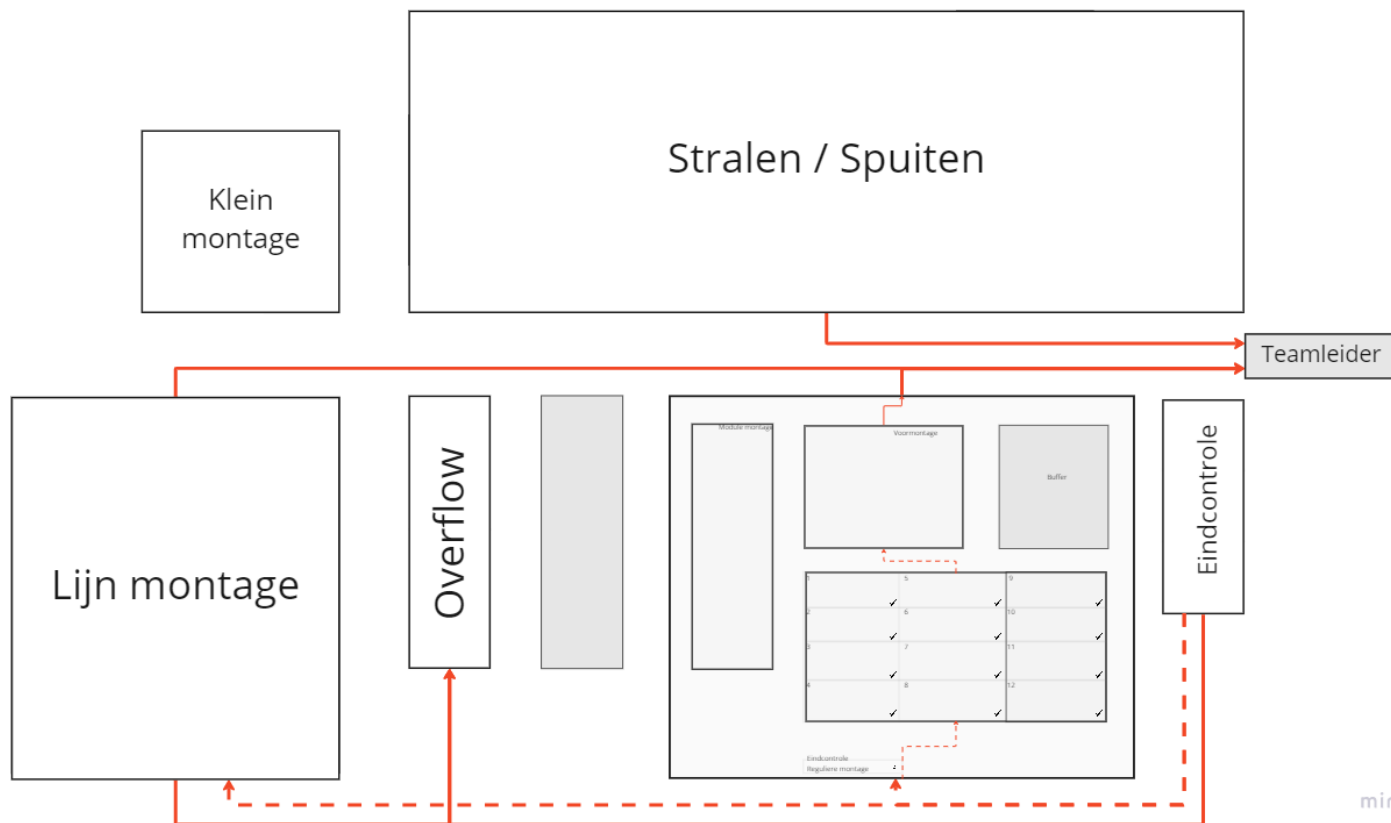 Stralen / Spuiten
Klein
montage
Teamleider
Lijn montage
Overflow
Module montage
Voormontage
Buffer
Eindcontrole
1
5
9
2
6
10
3
7
11
4
8
12
Eindcontrole
Reguliere montage